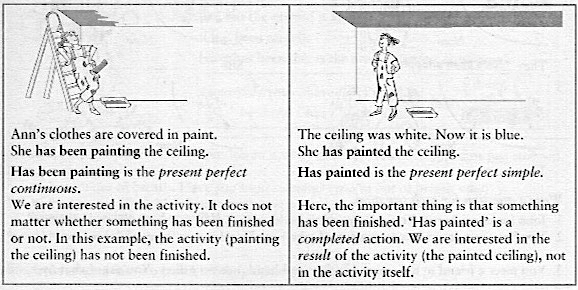 Ann's clothes are covered in paint.
She has been painting the ceiling.
Has been painting is the present perfect
continuous.
We are interested in the activity. It does not
matter whether something has been finished
or not. In this example, the activity (painting
the ceiling) has not been finished.
The ceiling was white. Now it is blue.
She has painted the ceiling.
Has painted is the present perfect simple.
Here, the important thing is that something
has been finished. 'Has painted' is a
completed action. We are interested in the
result of the activity (the painted ceiling), not
in the activity itself.